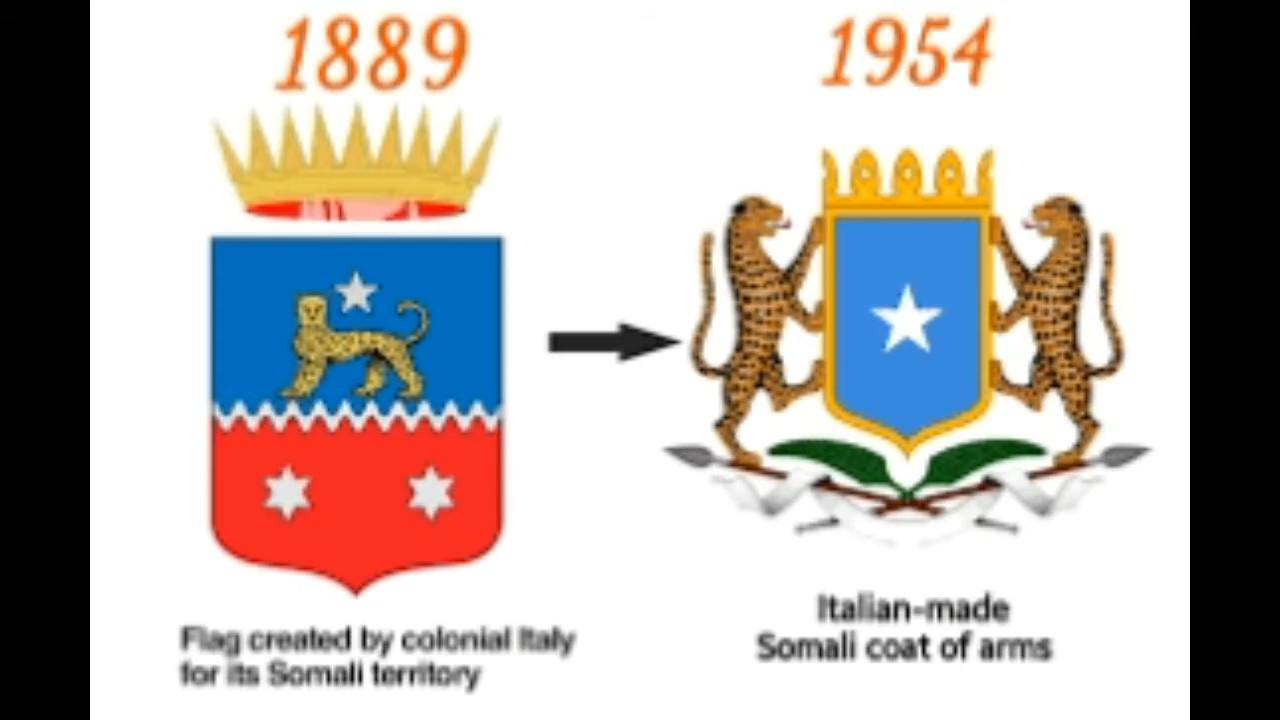 1889
1954
Flag created by colonial Italy
for its Somali territory
Italian-made
Somali coat of arms